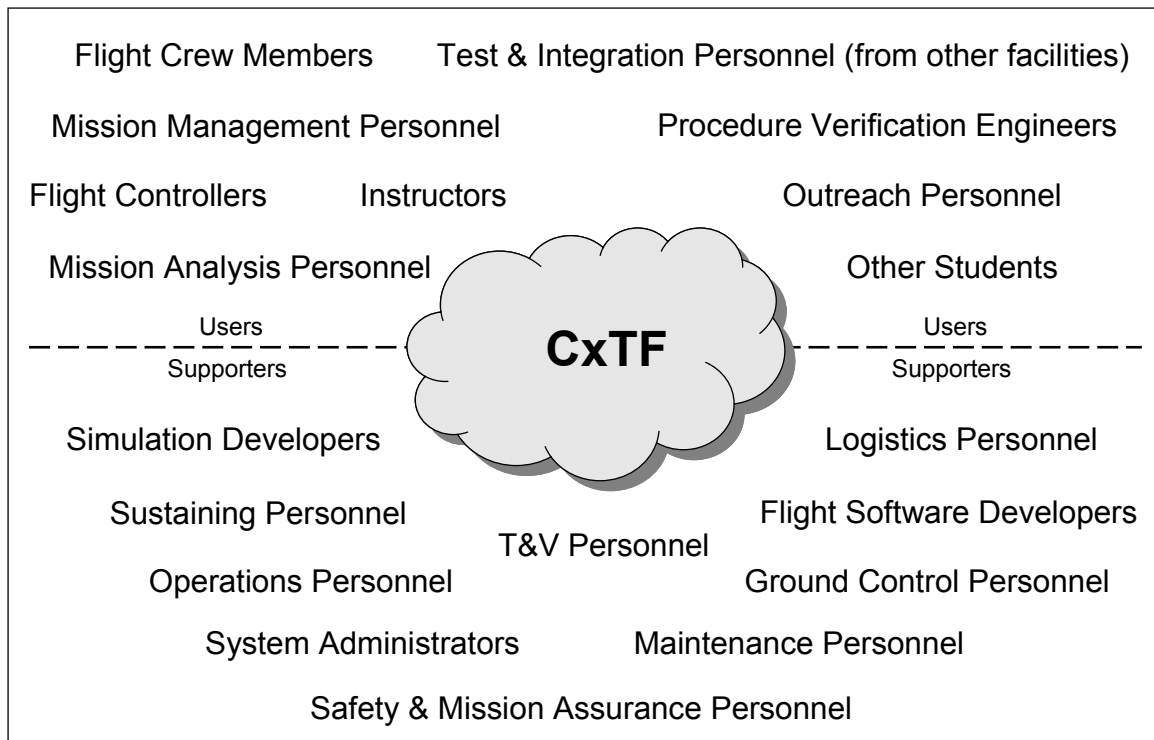 Flight Crew Members
Test & Integration Personnel (from other facilities)
Mission Management Personnel
Procedure Verification Engineers
Flight Controllers
Instructors
Outreach Personnel
Mission Analysis Personnel
Other Students
Users
Users
CxTF
Supporters
Supporters
Simulation Developers
Logistics Personnel
Sustaining Personnel
Flight Software Developers
T&V Personnel
Operations Personnel
Ground Control Personnel
System Administrators
Maintenance Personnel
Safety & Mission Assurance Personnel